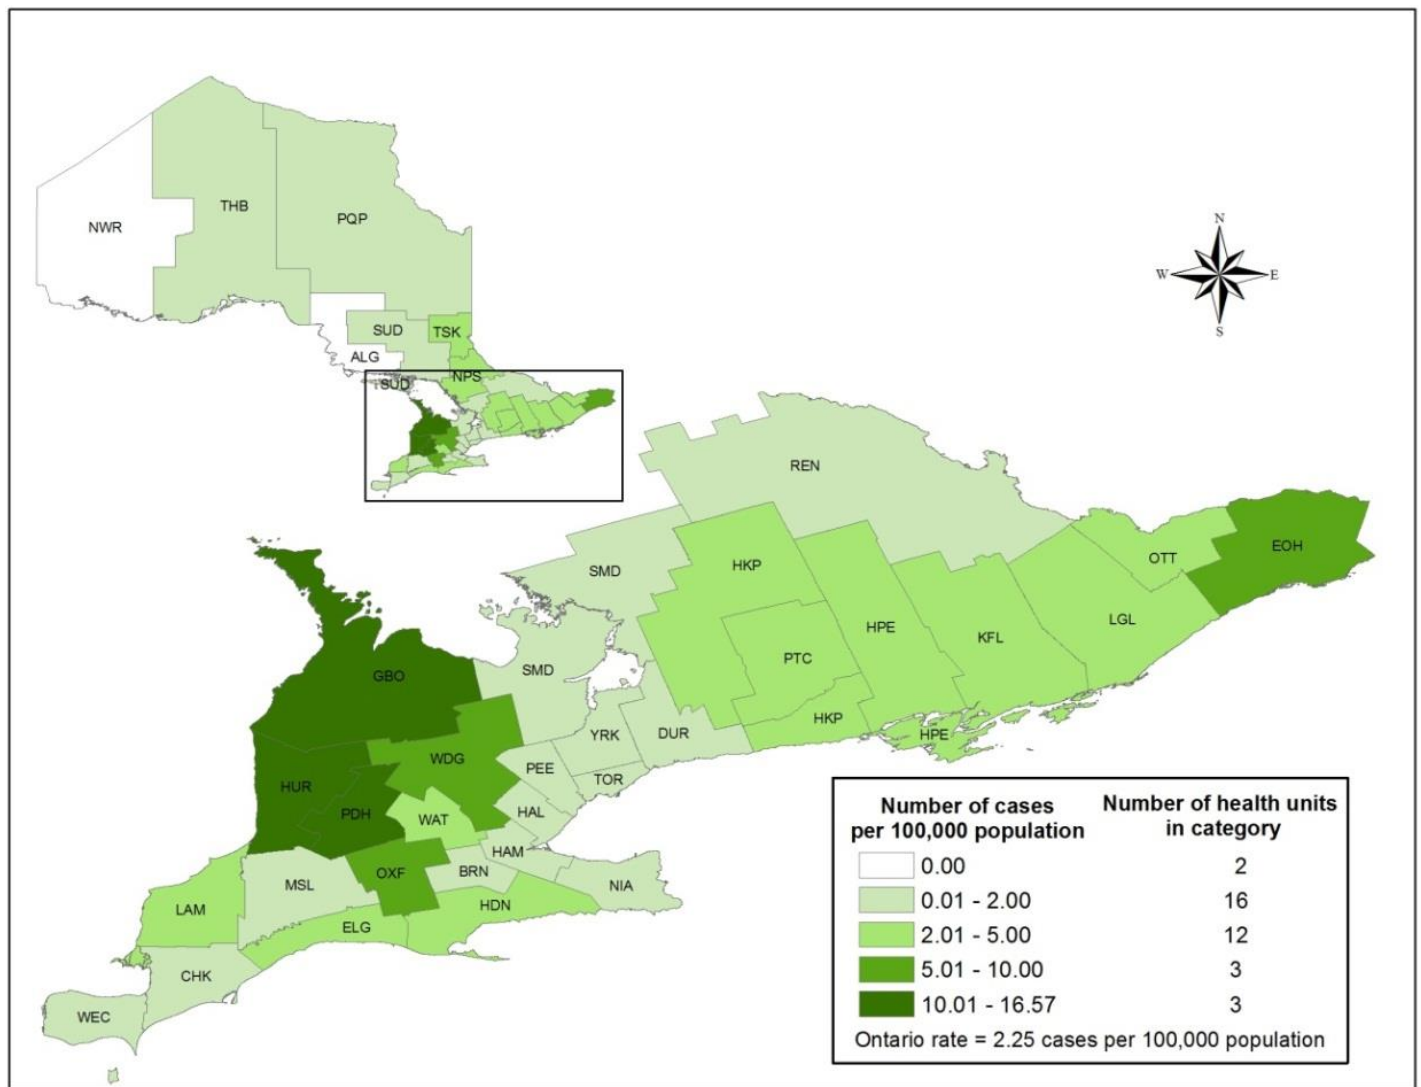 N
W E
S
NWR
THB
PQP
SUD
TSK
ALG
SUD
NPS
REN
SMD
HKP
OTT
EOH
LGL
HPE
KFL
PTC
HKP
HPE
GBO
SMD
YRK
DUR
WDG
PEE
TOR
HUR
PDH
WAT
HAL
HAM
BRN
NIA
OXF
MSL
HDN
LAM
ELG
CHK
WEC
Number of cases Number of health units
per 100,000 population in category
0.00 2
0.01 - 2.00 16
2.01 - 5.00 12
5.01 - 10.00 3
10.01 - 16.57 3
Ontario rate = 2.25 cases per 100,000 population